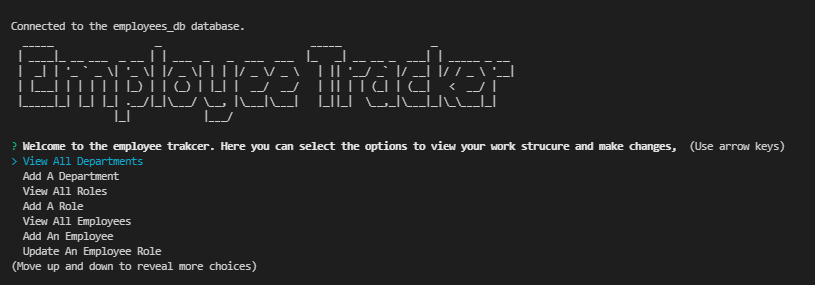 Connected to the employees_db database.
Employee Tracker
? Welcome to the employee trakcer. Here you can select the options to view your work strucure and make changes, (Use arrow keys)
> View All Departments
Add A Department
View All Roles
Add A Role
View All Employees
Add An Employee
Update An Employee Role
(Move up and down to reveal more choices)